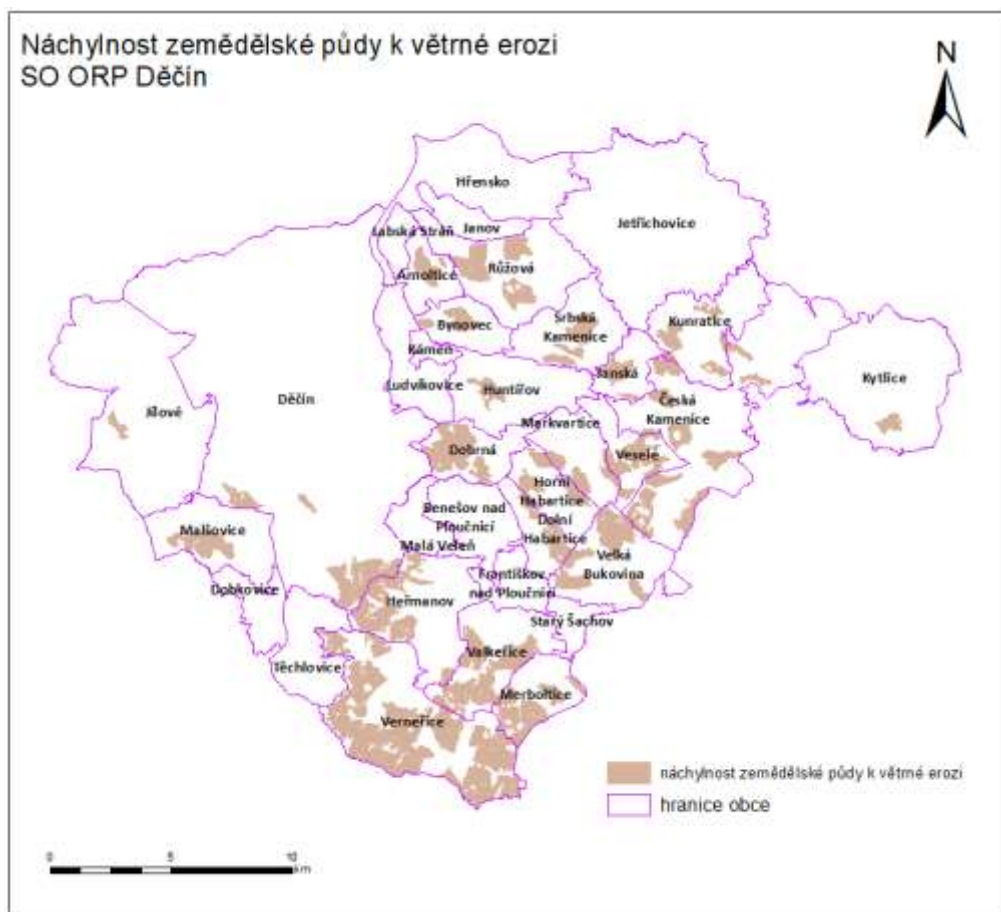 Náchylnost zemědělské půdy k větrné erozi
SO ORP Děčín
N
Hřensko
Jetřichovice
Labská Stráň
Janov
Arnoltice
Růžová
Bynovec
Srbská
Kamenice
Kunratice
Kámen
Janská
Kytlice
Ludvíkovice
Huntířov
Děčín
Jílové
Česká
Kamenice
Markvartice
Dobrná
Veselé
Horní
Habartice
Benešov nad
Ploučnicí
Dolní
Habartice
Malšovice
Malá Veleň
Velká
Bukovina
Dobkovice
Heřmanov
Františkov
nad Ploučnicí
Starý Šachov
Těchlovice
Valkeřice
Merboltice
Verneřice
náchylnost zemědělské půdy k větrné erozi
hranice obce
0 5 10
km